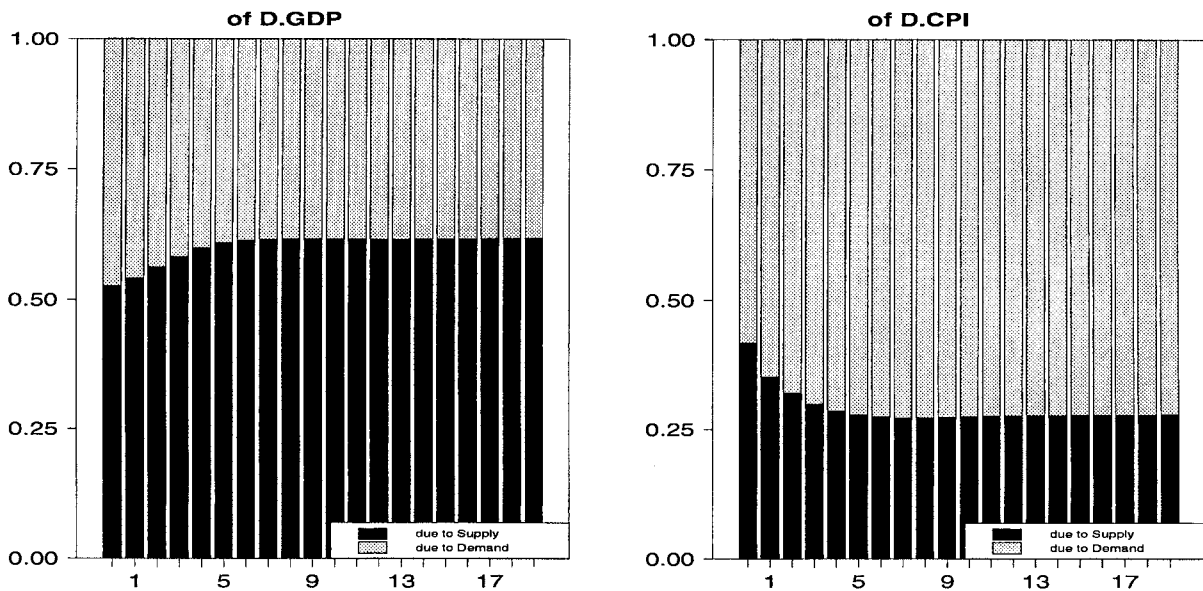 of D.GDP
1.00
0.75
0.50
0.25
0.00
due to Supply
due to Demand
1 5 9 13 17
of D.CPI
1.00
0.75
0.50
0.25
0.00
due to Supply
due to Demand
1 5 9 13 17